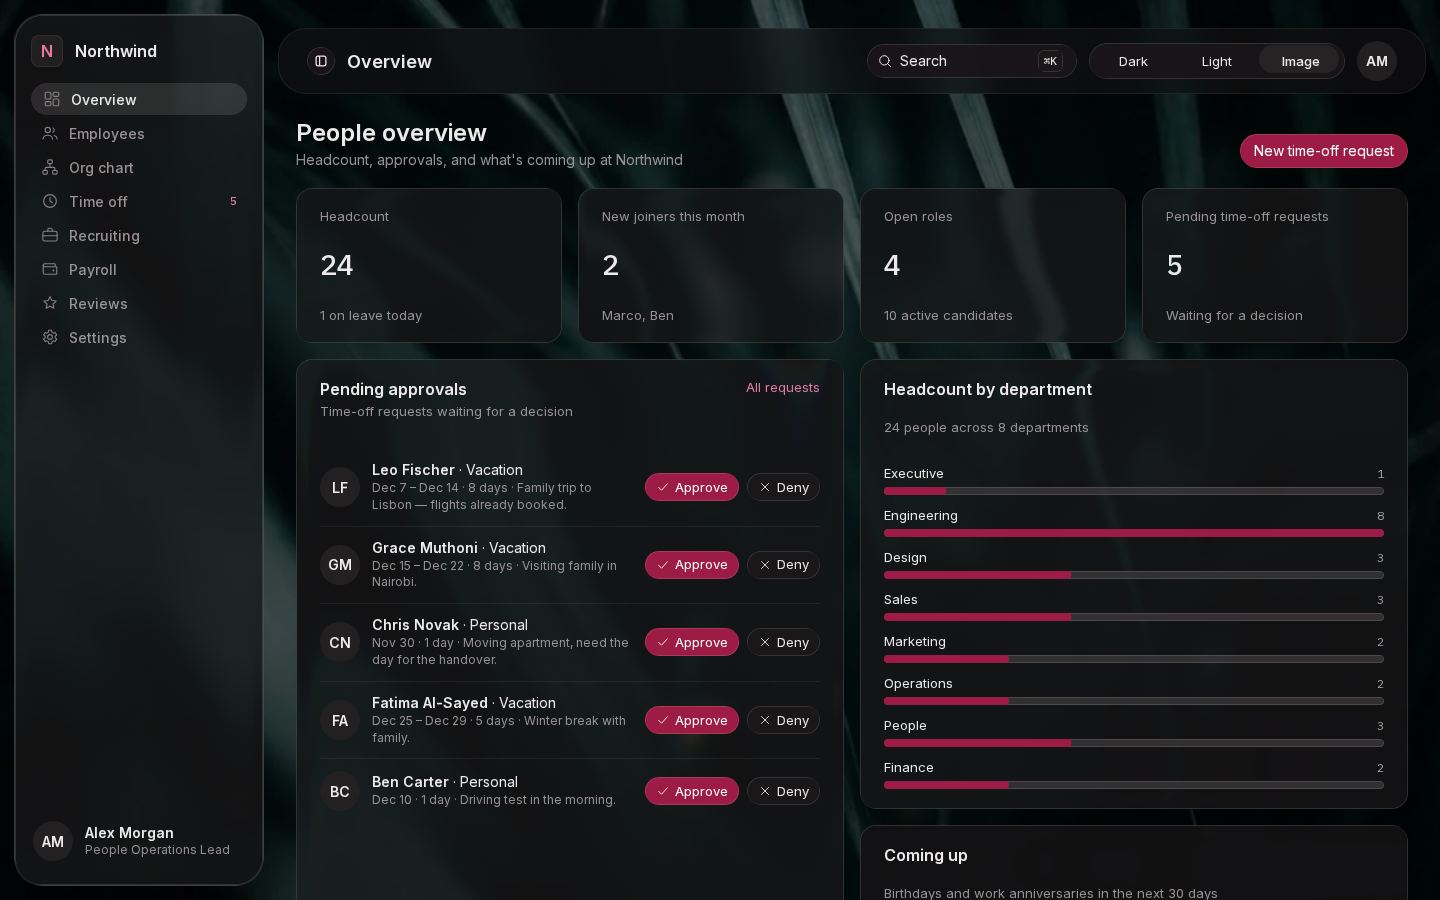 N
Northwind
Overview
Employees
Org chart
Time off
5
Recruiting
Payroll
Reviews
Settings
AM
Alex Morgan
People Operations Lead
Overview
Search
⌘K
Dark
Light
Image
AM
People overview
Headcount, approvals, and what's coming up at Northwind
New time-off request
Headcount
24
1 on leave today
New joiners this month
2
Marco, Ben
Open roles
4
10 active candidates
Pending time-off requests
5
Waiting for a decision
Pending approvals
All requests
Time-off requests waiting for a decision
LF
Leo Fischer · Vacation
Dec 7 – Dec 14 · 8 days · Family trip to
Lisbon — flights already booked.
Approve
Deny
GM
Grace Muthoni · Vacation
Dec 15 – Dec 22 · 8 days · Visiting family in
Nairobi.
Approve
Deny
CN
Chris Novak · Personal
Nov 30 · 1 day · Moving apartment, need the
day for the handover.
Approve
Deny
FA
Fatima Al-Sayed · Vacation
Dec 25 – Dec 29 · 5 days · Winter break with
family.
Approve
Deny
BC
Ben Carter · Personal
Dec 10 · 1 day · Driving test in the morning.
Approve
Deny
Headcount by department
24 people across 8 departments
Executive 1
Engineering 8
Design 3
Sales 3
Marketing 2
Operations 2
People 3
Finance 2
Coming up
Birthdays and work anniversaries in the next 30 days